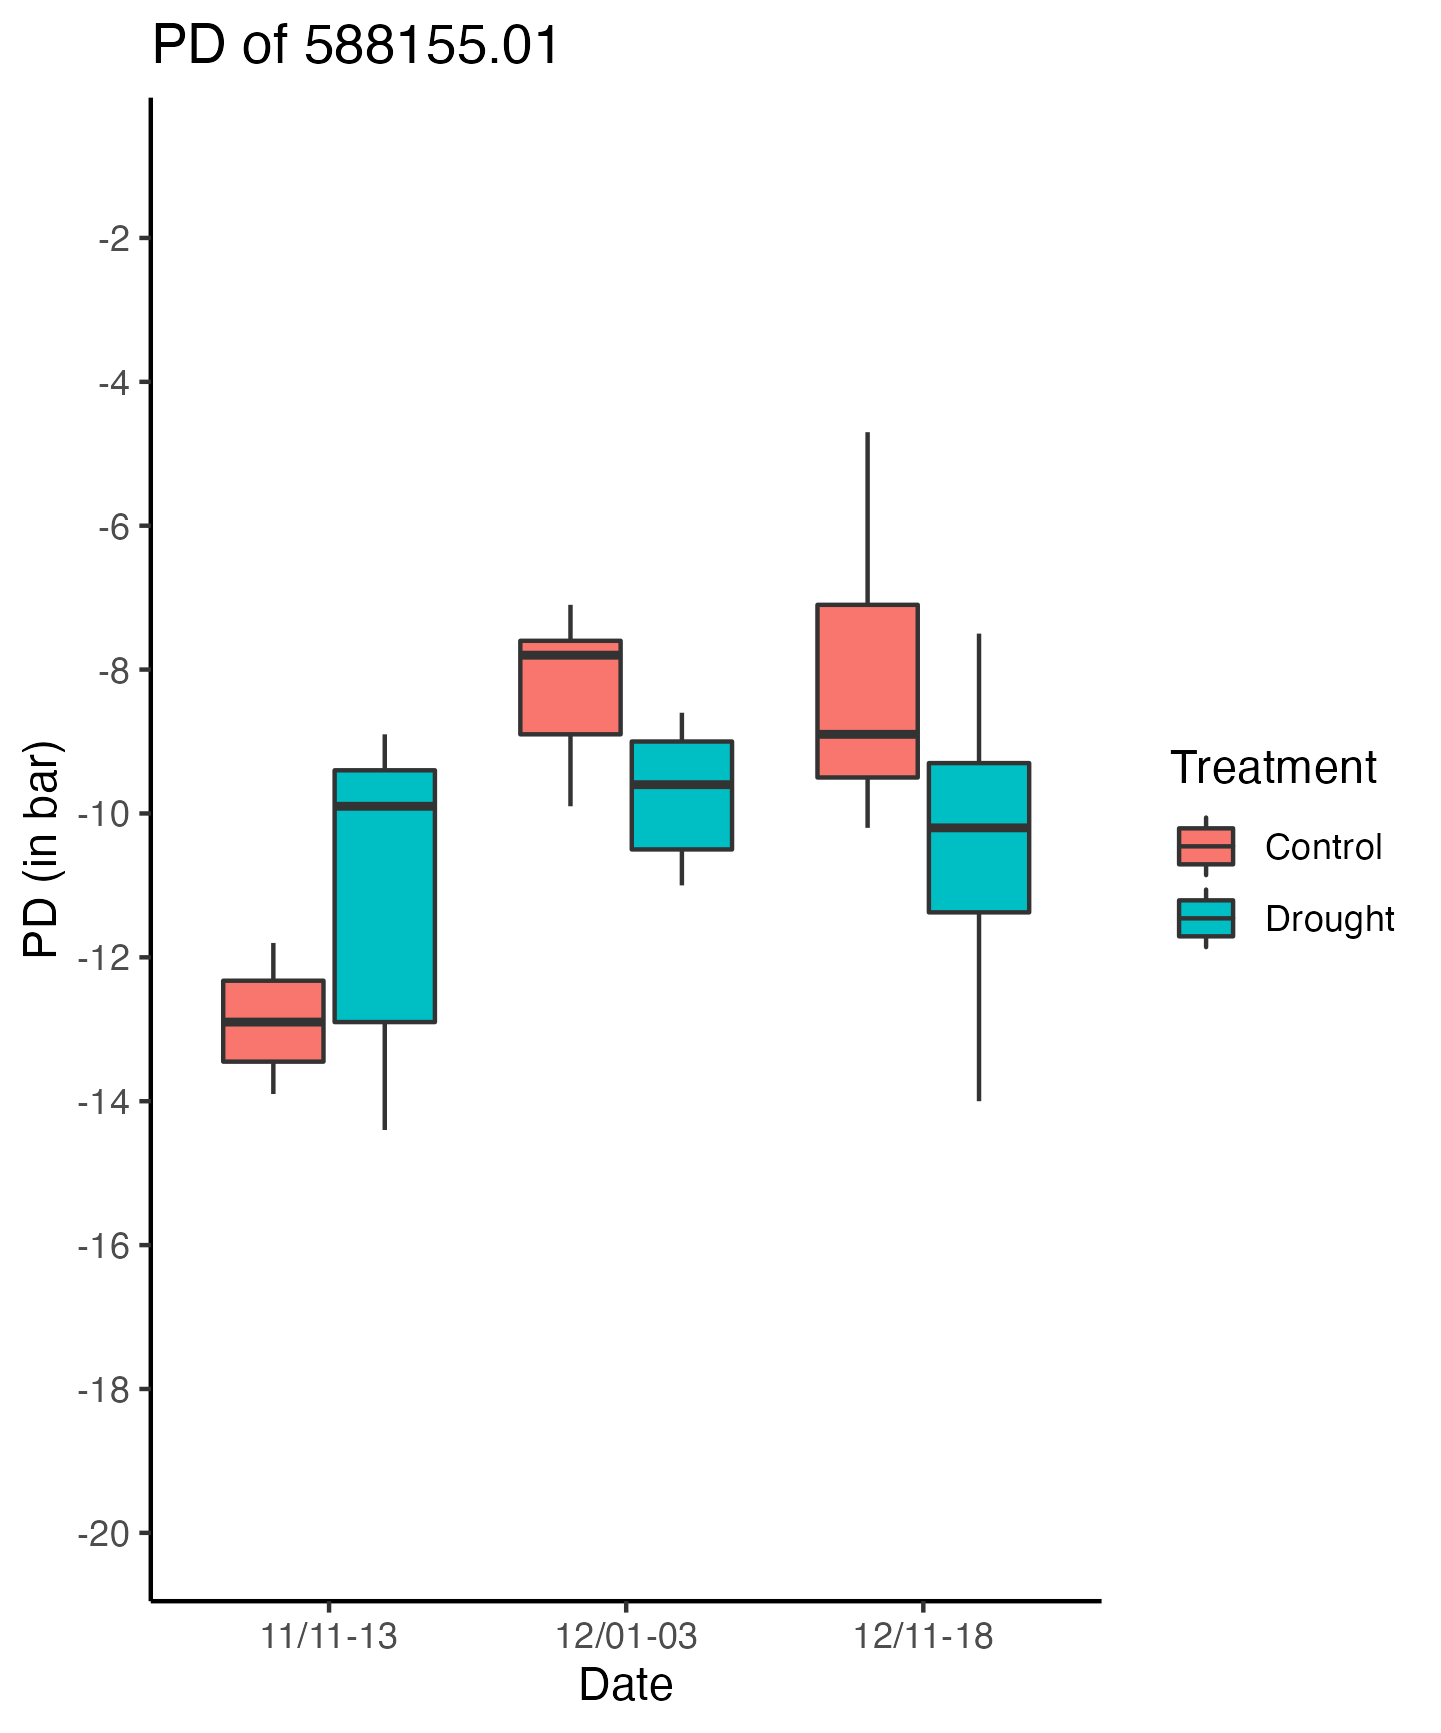 PD of 588155.01
-2
-4
-6
-8
-10
-12
-14
-16
-18
-20
PD (in bar)
11/11-13
12/01-03
12/11-18
Date
Treatment
Control
Drought